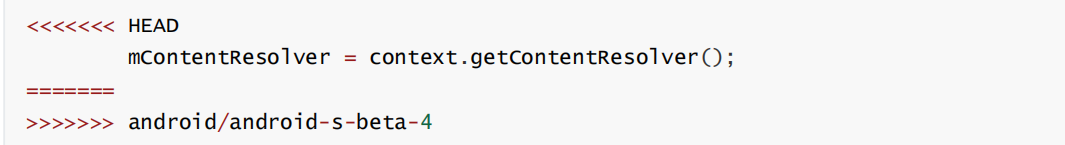 <<<<<<< HEAD
        mContentResolver = context.getContentResolver();
=======
>>>>>>> android/android-s-beta-4